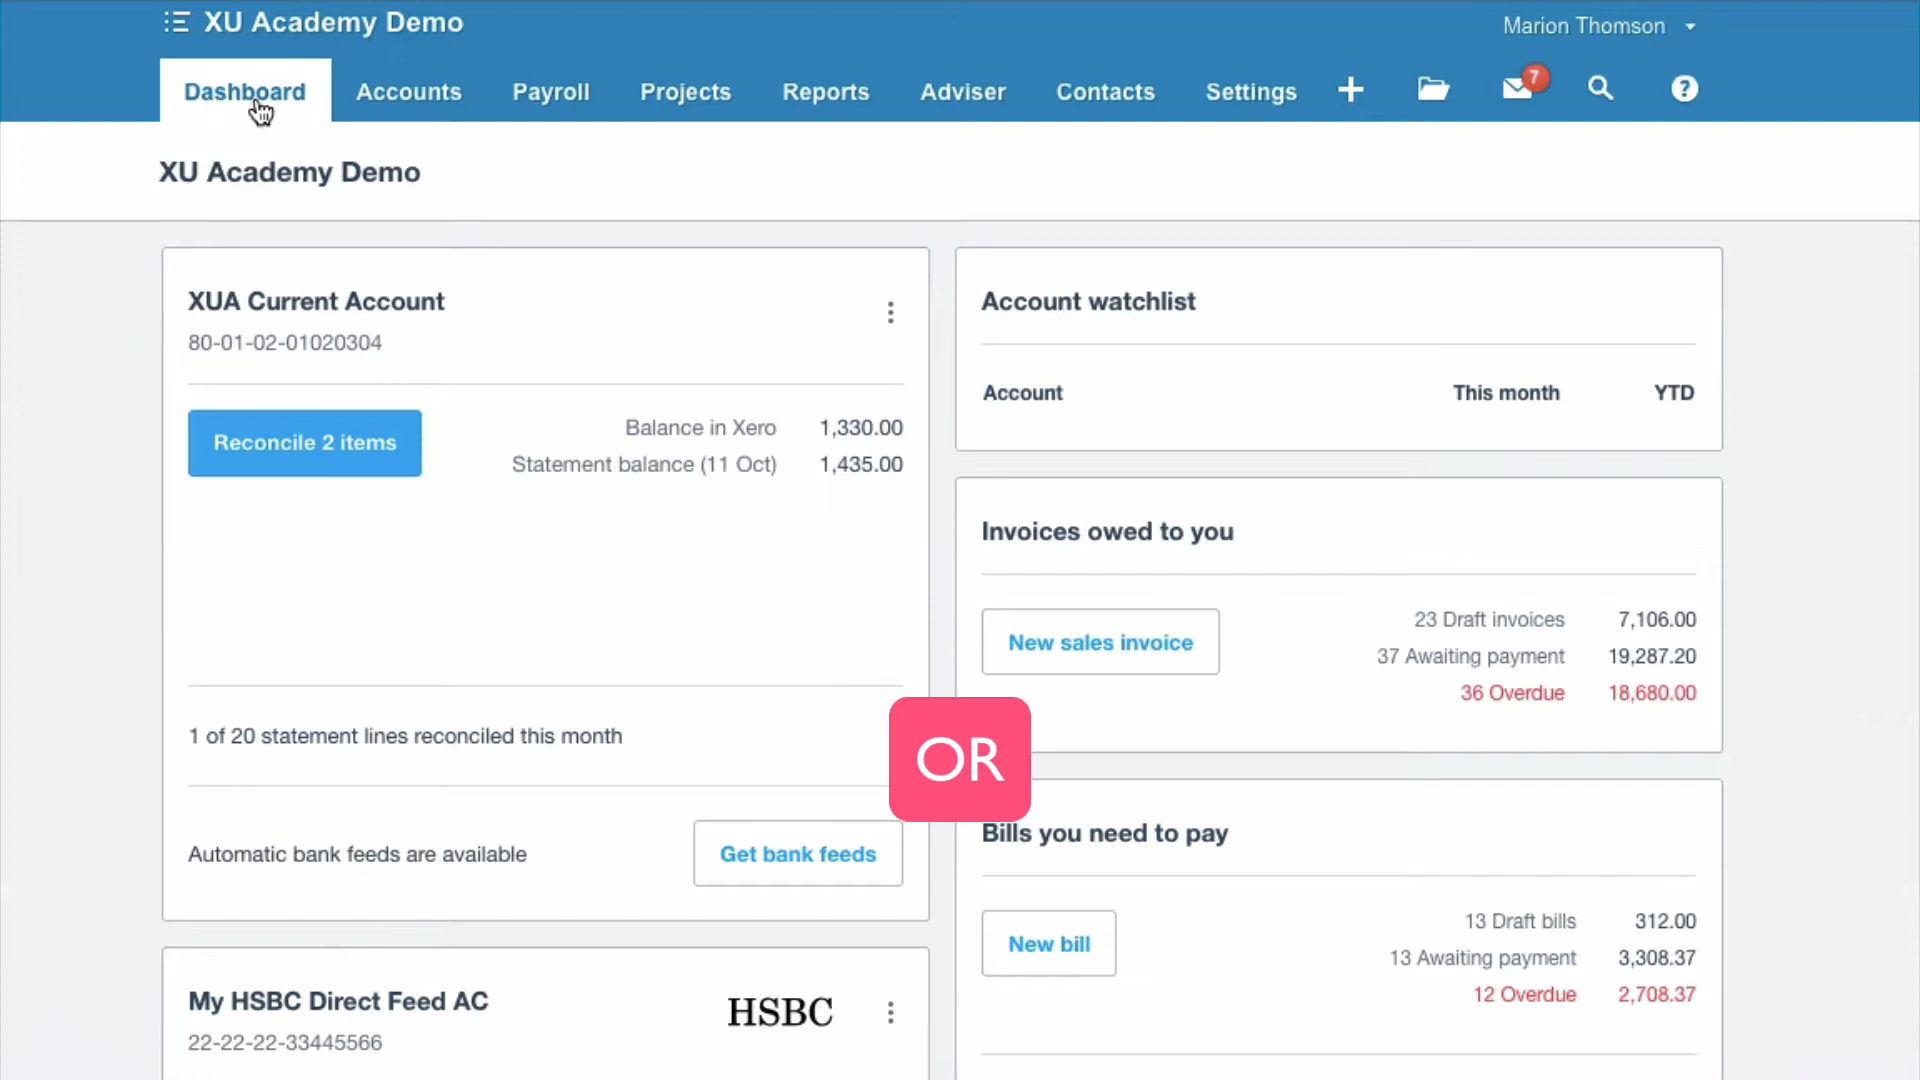 XU Academy Demo
Marion Thomson
Dashboard Accounts Payroll Projects Reports Adviser Contacts Settings
7
?
XU Academy Demo
XUA Current Account
80-01-02-01020304
Reconcile 2 items
Balance in Xero 1,330.00
Statement balance (11 Oct) 1,435.00
1 of 20 statement lines reconciled this month
Automatic bank feeds are available
Get bank feeds
My HSBC Direct Feed AC
HSBC
22-22-22-33445566
Account watchlist
Account This month YTD
Invoices owed to you
New sales invoice
23 Draft invoices 7,106.00
37 Awaiting payment 19,287.20
36 Overdue 18,680.00
OR
Bills you need to pay
New bill
13 Draft bills 312.00
13 Awaiting payment 3,308.37
12 Overdue 2,708.37